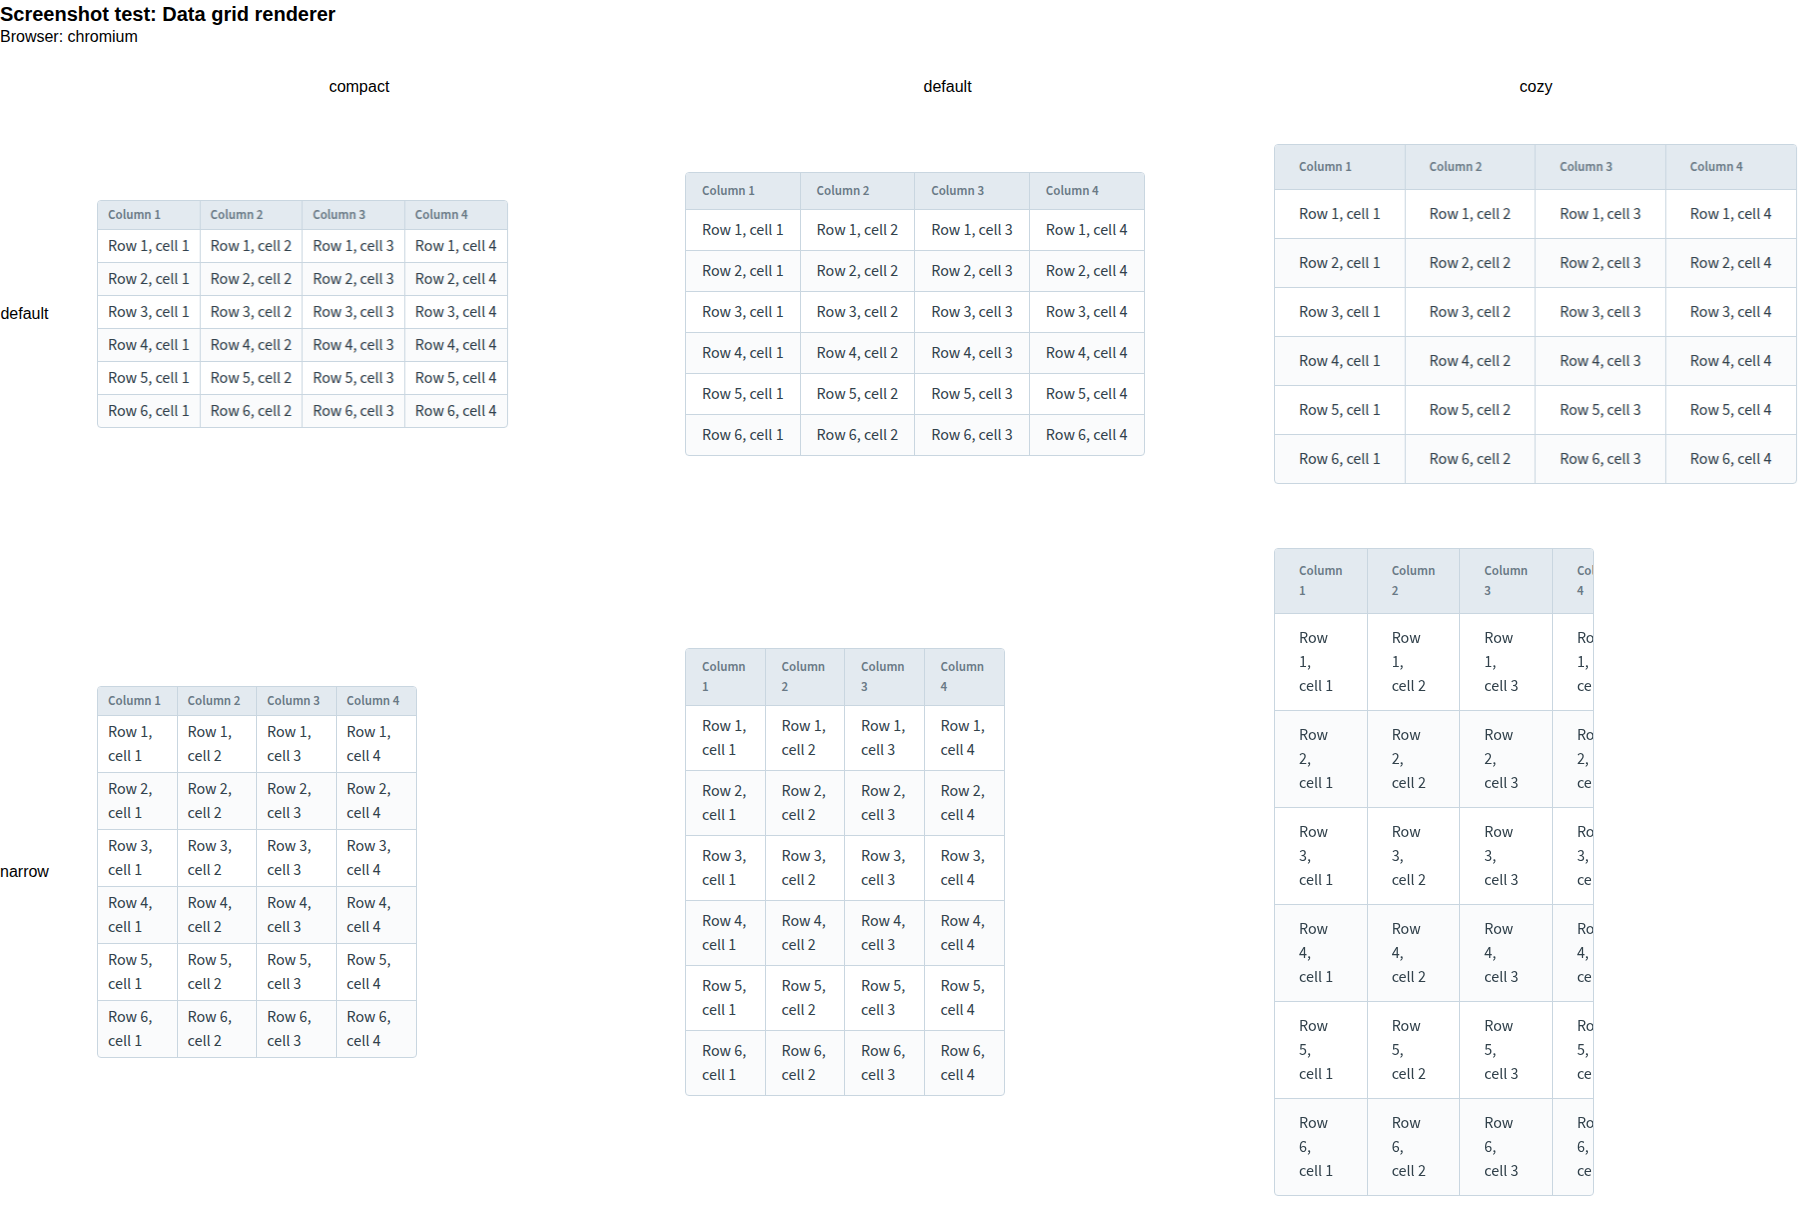 Screenshot test: Data grid renderer
Browser: chromium
compact default cozy
default
Column 1 Column 2 Column 3 Column 4
Row 1, cell 1 Row 1, cell 2 Row 1, cell 3 Row 1, cell 4
Row 2, cell 1 Row 2, cell 2 Row 2, cell 3 Row 2, cell 4
Row 3, cell 1 Row 3, cell 2 Row 3, cell 3 Row 3, cell 4
Row 4, cell 1 Row 4, cell 2 Row 4, cell 3 Row 4, cell 4
Row 5, cell 1 Row 5, cell 2 Row 5, cell 3 Row 5, cell 4
Row 6, cell 1 Row 6, cell 2 Row 6, cell 3 Row 6, cell 4
Column 1 Column 2 Column 3 Column 4
Row 1, cell 1 Row 1, cell 2 Row 1, cell 3 Row 1, cell 4
Row 2, cell 1 Row 2, cell 2 Row 2, cell 3 Row 2, cell 4
Row 3, cell 1 Row 3, cell 2 Row 3, cell 3 Row 3, cell 4
Row 4, cell 1 Row 4, cell 2 Row 4, cell 3 Row 4, cell 4
Row 5, cell 1 Row 5, cell 2 Row 5, cell 3 Row 5, cell 4
Row 6, cell 1 Row 6, cell 2 Row 6, cell 3 Row 6, cell 4
Column 1 Column 2 Column 3 Column 4
Row 1, cell 1 Row 1, cell 2 Row 1, cell 3 Row 1, cell 4
Row 2, cell 1 Row 2, cell 2 Row 2, cell 3 Row 2, cell 4
Row 3, cell 1 Row 3, cell 2 Row 3, cell 3 Row 3, cell 4
Row 4, cell 1 Row 4, cell 2 Row 4, cell 3 Row 4, cell 4
Row 5, cell 1 Row 5, cell 2 Row 5, cell 3 Row 5, cell 4
Row 6, cell 1 Row 6, cell 2 Row 6, cell 3 Row 6, cell 4
narrow
Column 1 Column 2 Column 3 Column 4
Row 1, Row 1, Row 1, Row 1,
cell 1 cell 2 cell 3 cell 4
Row 2, Row 2, Row 2, Row 2,
cell 1 cell 2 cell 3 cell 4
Row 3, Row 3, Row 3, Row 3,
cell 1 cell 2 cell 3 cell 4
Row 4, Row 4, Row 4, Row 4,
cell 1 cell 2 cell 3 cell 4
Row 5, Row 5, Row 5, Row 5,
cell 1 cell 2 cell 3 cell 4
Row 6, Row 6, Row 6, Row 6,
cell 1 cell 2 cell 3 cell 4
Column Column Column Column
1 2 3 4
Row 1, Row 1, Row 1, Row 1,
cell 1 cell 2 cell 3 cell 4
Row 2, Row 2, Row 2, Row 2,
cell 1 cell 2 cell 3 cell 4
Row 3, Row 3, Row 3, Row 3,
cell 1 cell 2 cell 3 cell 4
Row 4, Row 4, Row 4, Row 4,
cell 1 cell 2 cell 3 cell 4
Row 5, Row 5, Row 5, Row 5,
cell 1 cell 2 cell 3 cell 4
Row 6, Row 6, Row 6, Row 6,
cell 1 cell 2 cell 3 cell 4
Column Column Column Col
1 2 3 4
Row Row Row Ro
1, 1, 1, 1,
cell 1 cell 2 cell 3 ce
Row Row Row Ro
2, 2, 2, 2,
cell 1 cell 2 cell 3 ce
Row Row Row Ro
3, 3, 3, 3,
cell 1 cell 2 cell 3 ce
Row Row Row Ro
4, 4, 4, 4,
cell 1 cell 2 cell 3 ce
Row Row Row Ro
5, 5, 5, 5,
cell 1 cell 2 cell 3 ce
Row Row Row Ro
6, 6, 6, 6,
cell 1 cell 2 cell 3 ce